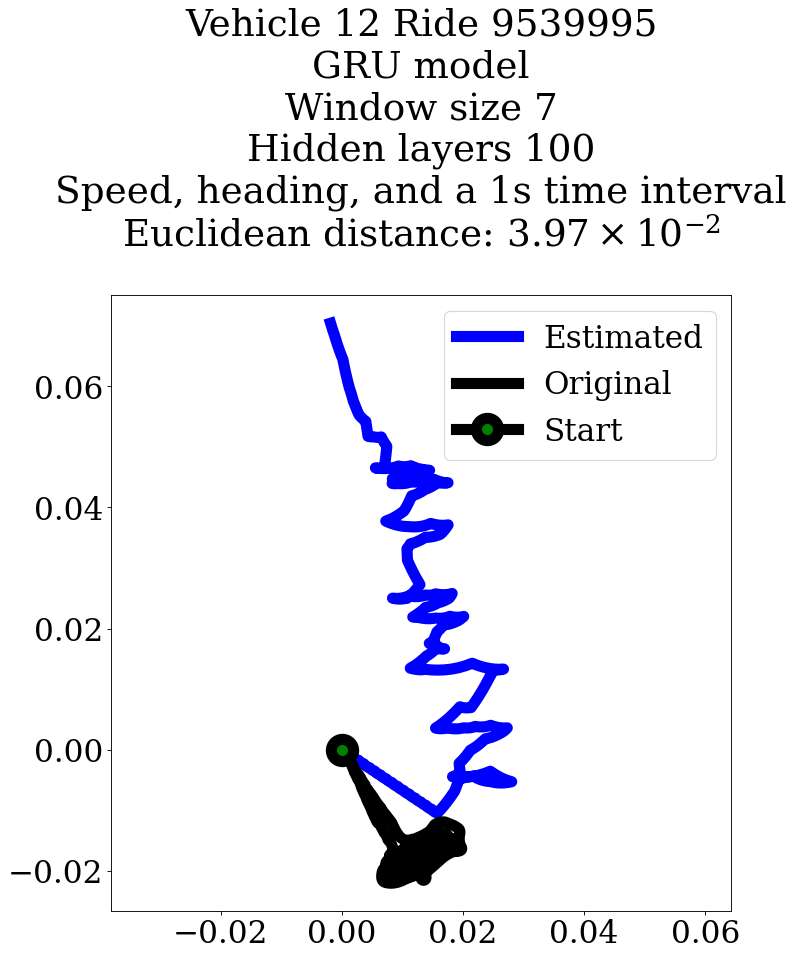 Vehicle 12 Ride 9539995
GRU model
Window size 7
Hidden layers 100
Speed, heading, and a 1s time interval
Euclidean distance: 3.97 × 10⁻²
Estimated
Original
Start
0.06
0.04
0.02
0.00
−0.02
−0.02 0.00 0.02 0.04 0.06